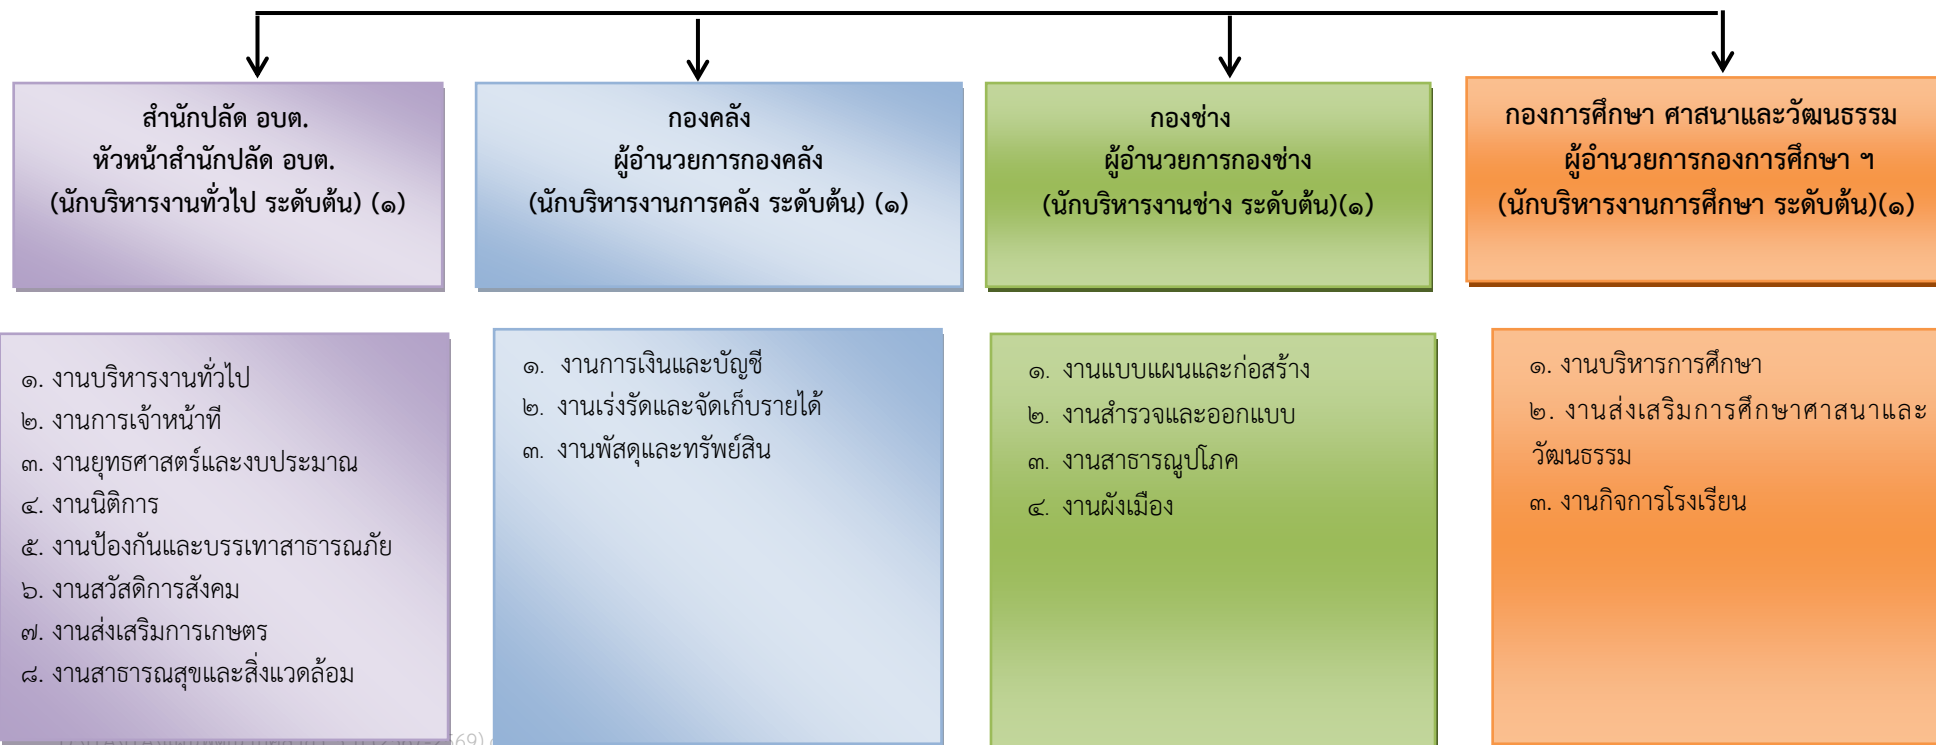 สำนักปลัด อบต.
หัวหน้าสำนักปลัด อบต.
(นักบริหารงานทั่วไป ระดับต้น) (๑)
กองคลัง
ผู้อำนวยการกองคลัง
(นักบริหารงานการคลัง ระดับต้น) (๑)
กองช่าง
ผู้อำนวยการกองช่าง
(นักบริหารงานช่าง ระดับต้น)(๑)
กองการศึกษา ศาสนาและวัฒนธรรม
ผู้อำนวยการกองการศึกษา ฯ
(นักบริหารงานการศึกษา ระดับต้น)(๑)
๑. งานบริหารงานทั่วไป
๒. งานการเจ้าหน้าที
๓. งานยุทธศาสตร์และงบประมาณ
๔. งานนิติการ
๕. งานป้องกันและบรรเทาสาธารณภัย
๖. งานสวัสดิการสังคม
๗. งานส่งเสริมการเกษตร
๘. งานสาธารณสุขและสิ่งแวดล้อม
๑. งานการเงินและบัญชี
๒. งานเร่งรัดและจัดเก็บรายได้
๓. งานพัสดุและทรัพย์สิน
๑. งานแบบแผนและก่อสร้าง
๒. งานสำรวจและออกแบบ
๓. งานสาธารณูปโภค
๔. งานผังเมือง
๑. งานบริหารการศึกษา
๒. งานส่งเสริมการศึกษาศาสนาและ
วัฒนธรรม
๓. งานกิจการโรงเรียน